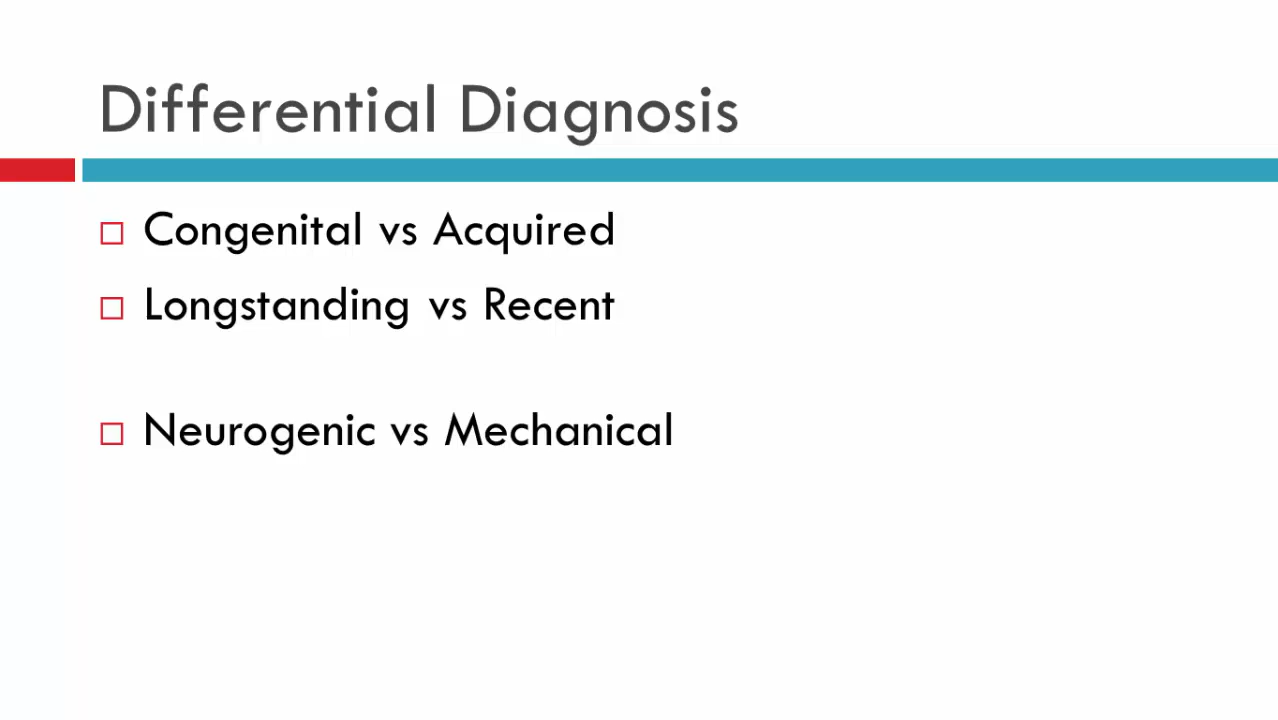 Differential Diagnosis
Congenital vs Acquired
Longstanding vs Recent
Neurogenic vs Mechanical